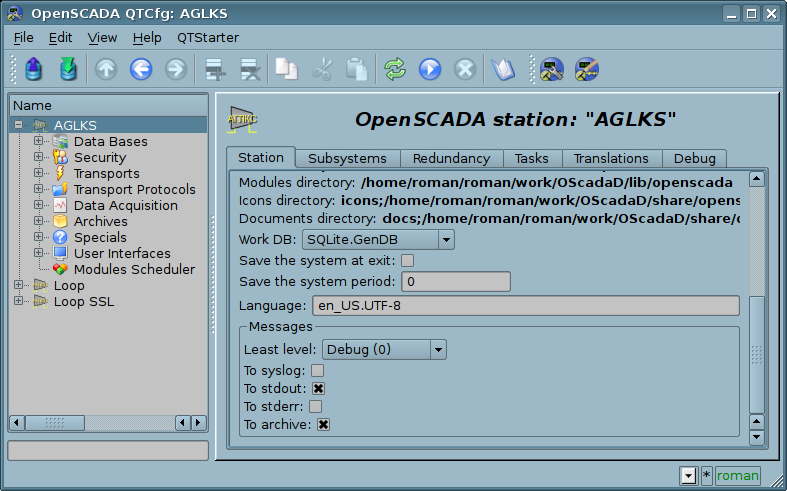 OpenSCADA QTCfg: AGLKS
File Edit View Help QTStarter
Name
AGLKS
Data Bases
Security
Transports
Transport Protocols
Data Acquisition
Archives
Specials
User Interfaces
Modules Scheduler
Loop
Loop SSL
АГЛКС
OpenSCADA station: "AGLKS"
Station Subsystems Redundancy Tasks Translations Debug
Modules directory: /home/roman/roman/work/OScadaD/lib/openscada
Icons directory: icons;/home/roman/roman/work/OScadaD/share/opens
Documents directory: docs;/home/roman/roman/work/OScadaD/share/
Work DB: SQLite.GenDB
Save the system at exit:
Save the system period: 0
Language: en_US.UTF-8
Messages
Least level: Debug (0)
To syslog:
To stdout:
To stderr:
To archive:
* roman